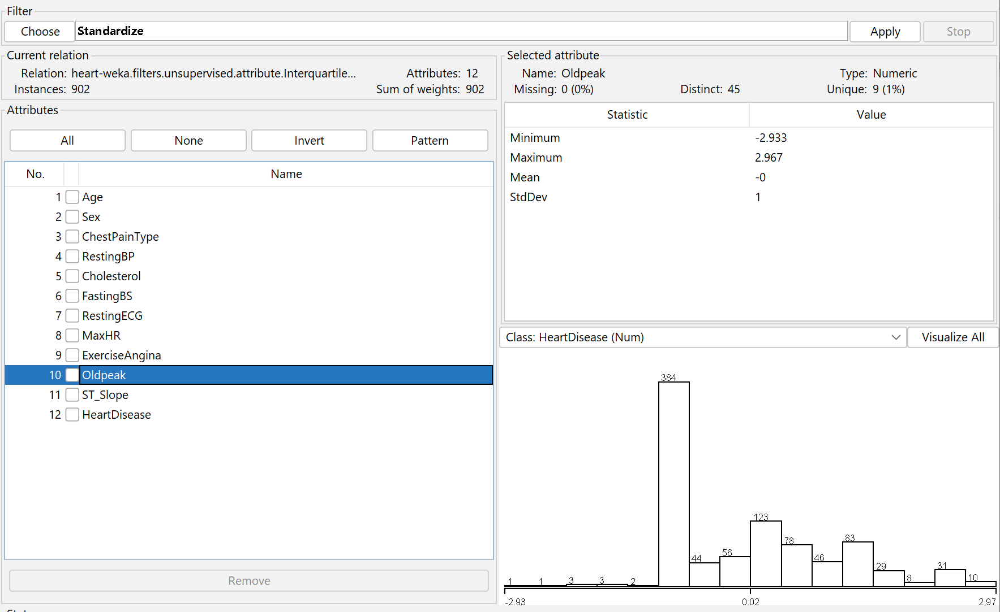 Filter
Choose Standardize Apply Stop
Current relation
Relation: heart-weka.filters.unsupervised.attribute.Interquartile... Attributes: 12
Instances: 902 Sum of weights: 902
Attributes
All None Invert Pattern
No. Name
1 Age
2 Sex
3 ChestPainType
4 RestingBP
5 Cholesterol
6 FastingBS
7 RestingECG
8 MaxHR
9 ExerciseAngina
10 Oldpeak
11 ST_Slope
12 HeartDisease
Remove
Selected attribute
Name: Oldpeak Type: Numeric
Missing: 0 (0%) Distinct: 45 Unique: 9 (1%)
Statistic Value
Minimum -2.933
Maximum 2.967
Mean -0
StdDev 1
Class: HeartDisease (Num) Visualize All
1 1 3 3 2 384 44 56 123 78 46 83 29 8 31 10
-2.93 0.02 2.97